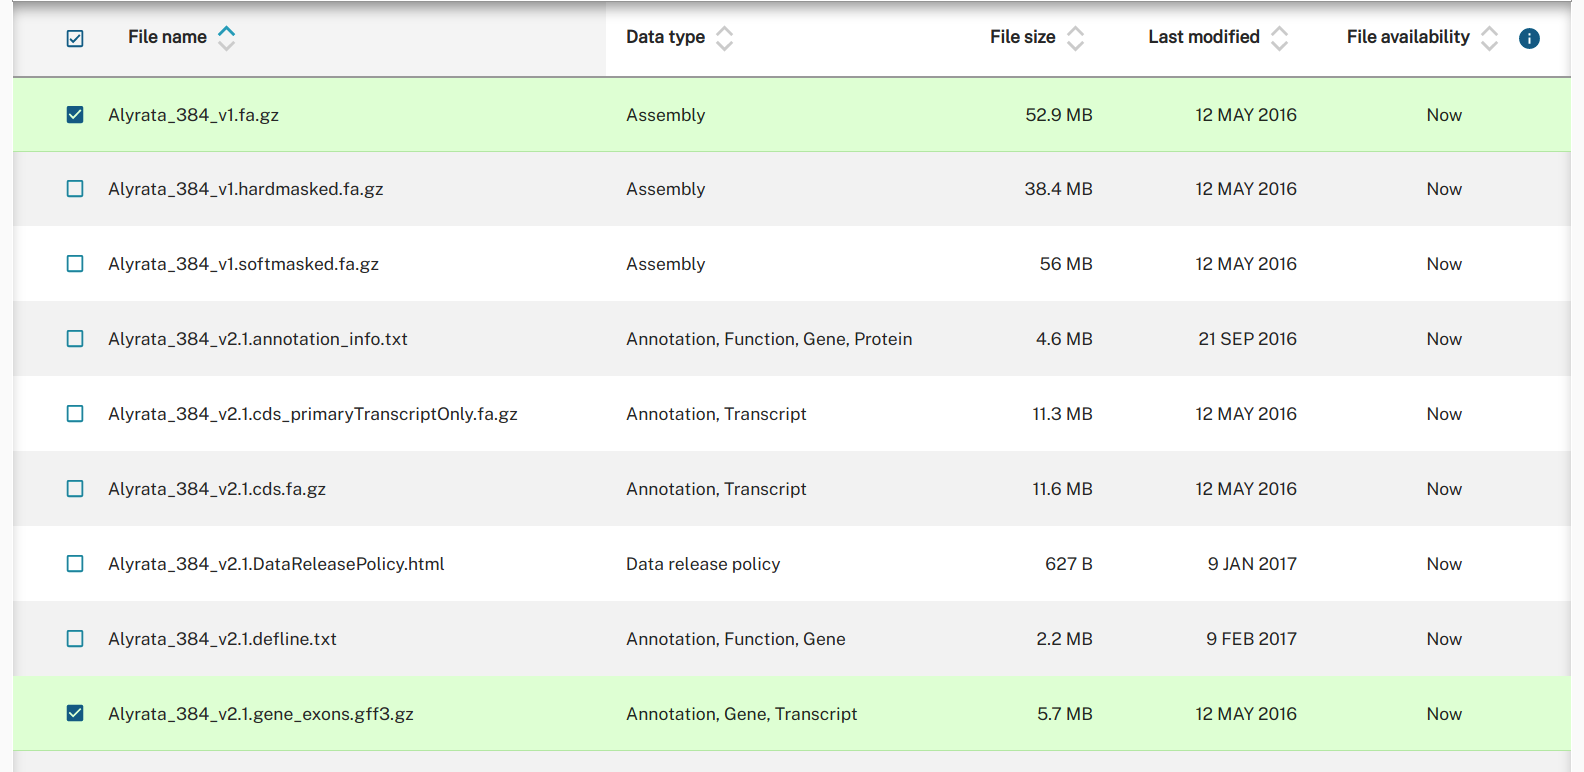 File name Data type File size Last modified File availability i
Alyrata_384_v1.fa.gz Assembly 52.9 MB 12 MAY 2016 Now
Alyrata_384_v1.hardmasked.fa.gz Assembly 38.4 MB 12 MAY 2016 Now
Alyrata_384_v1.softmasked.fa.gz Assembly 56 MB 12 MAY 2016 Now
Alyrata_384_v2.1.annotation_info.txt Annotation, Function, Gene, Protein 4.6 MB 21 SEP 2016 Now
Alyrata_384_v2.1.cds_primaryTranscriptOnly.fa.gz Annotation, Transcript 11.3 MB 12 MAY 2016 Now
Alyrata_384_v2.1.cds.fa.gz Annotation, Transcript 11.6 MB 12 MAY 2016 Now
Alyrata_384_v2.1.DataReleasePolicy.html Data release policy 627 B 9 JAN 2017 Now
Alyrata_384_v2.1.defline.txt Annotation, Function, Gene 2.2 MB 9 FEB 2017 Now
Alyrata_384_v2.1.gene_exons.gff3.gz Annotation, Gene, Transcript 5.7 MB 12 MAY 2016 Now